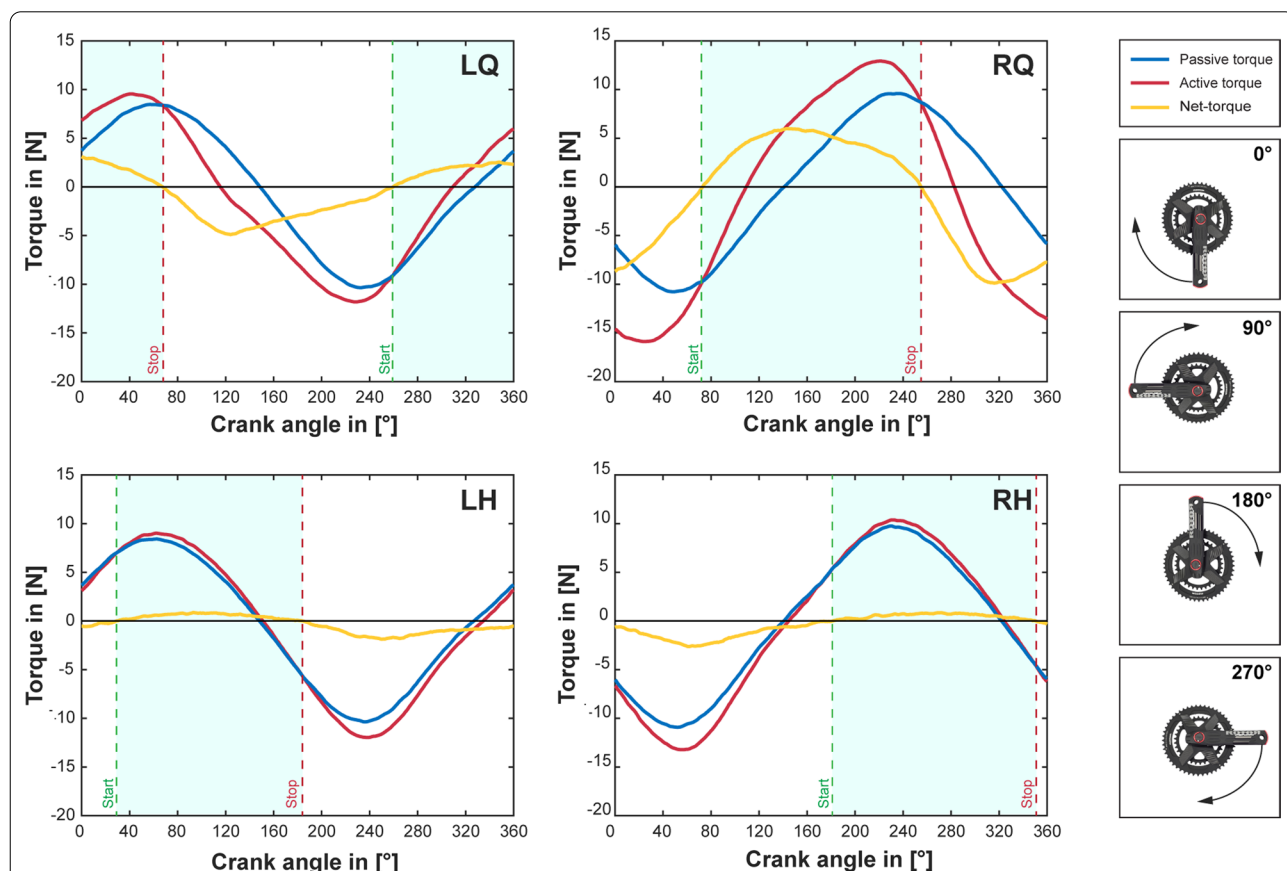 LQ
15
10
5
0
-5
-10
-15
-20
Torque in [N]
Stop
Start
0 40 80 120 160 200 240 280 320 360
Crank angle in [°]
RQ
15
10
5
0
-5
-10
-15
-20
Torque in [N]
Start
Stop
0 40 80 120 160 200 240 280 320 360
Crank angle in [°]
Passive torque
Active torque
Net-torque
0°
90°
180°
270°
LH
15
10
5
0
-5
-10
-15
-20
Torque in [N]
Start
Stop
0 40 80 120 160 200 240 280 320 360
Crank angle in [°]
RH
15
10
5
0
-5
-10
-15
-20
Torque in [N]
Start
Stop
0 40 80 120 160 200 240 280 320 360
Crank angle in [°]